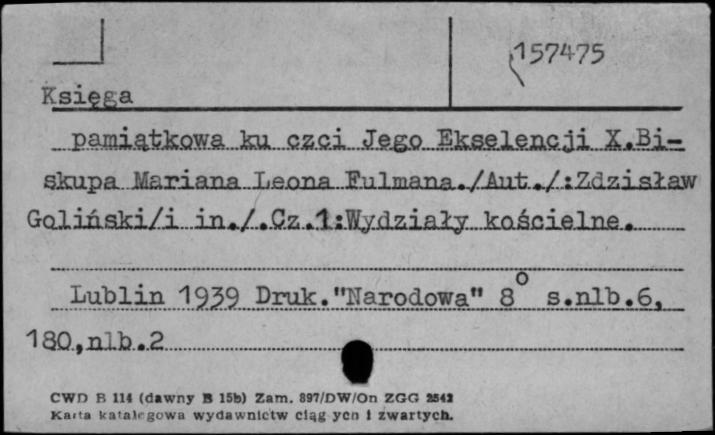 157475
Księga
pamiątkowa ku czci Jego Ekselencji X.Bi-
skupa Mariana Leona Fulmana./Aut./:Zdzisław
Goliński/i in./.Cz.1:Wydziały kościelne.
Lublin 1939 Druk."Narodowa" 8° s.nlb.6,
180,nlb.2
CWD B 114 (dawny B 15b) Zam. 897/DW/On ZGG 2542
Karta katalogowa wydawnictw ciągłych i zwartych.